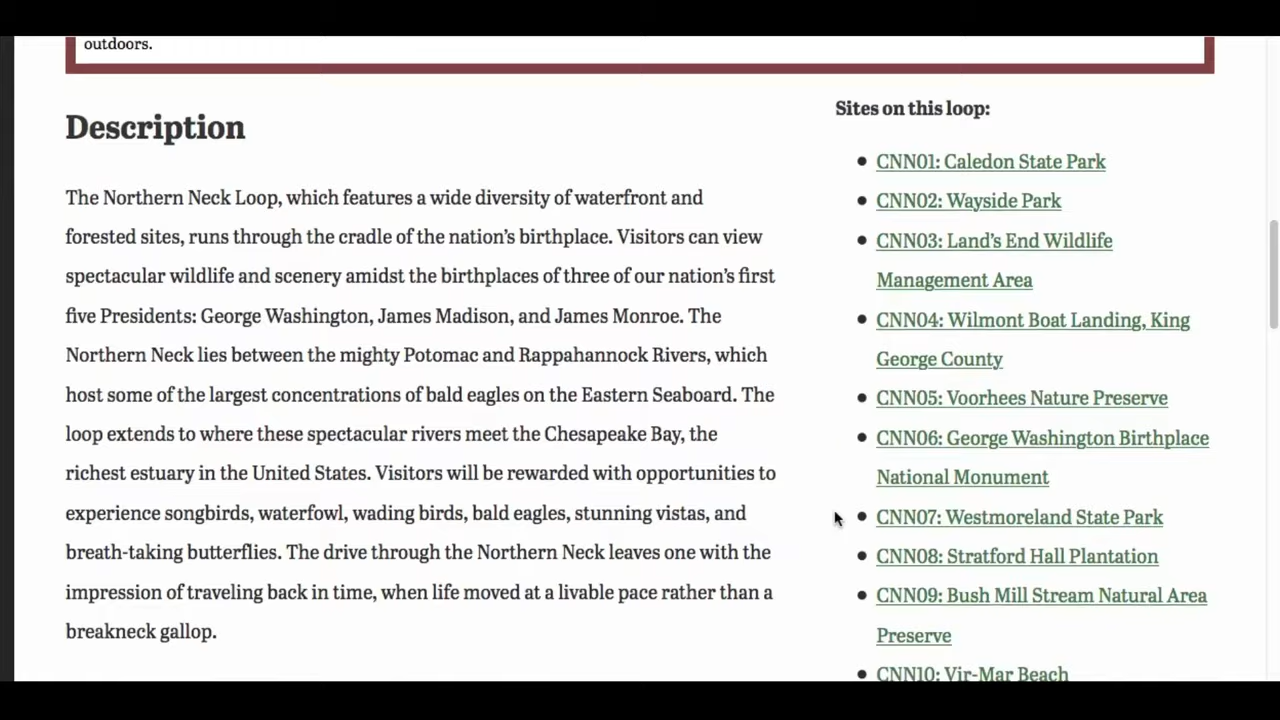 outdoors.
Description
The Northern Neck Loop, which features a wide diversity of waterfront and
forested sites, runs through the cradle of the nation’s birthplace. Visitors can view
spectacular wildlife and scenery amidst the birthplaces of three of our nation’s first
five Presidents: George Washington, James Madison, and James Monroe. The
Northern Neck lies between the mighty Potomac and Rappahannock Rivers, which
host some of the largest concentrations of bald eagles on the Eastern Seaboard. The
loop extends to where these spectacular rivers meet the Chesapeake Bay, the
richest estuary in the United States. Visitors will be rewarded with opportunities to
experience songbirds, waterfowl, wading birds, bald eagles, stunning vistas, and
breath-taking butterflies. The drive through the Northern Neck leaves one with the
impression of traveling back in time, when life moved at a livable pace rather than a
breakneck gallop.
Sites on this loop:
CNN01: Caledon State Park
CNN02: Wayside Park
CNN03: Land’s End Wildlife
Management Area
CNN04: Wilmont Boat Landing, King
George County
CNN05: Voorhees Nature Preserve
CNN06: George Washington Birthplace
National Monument
CNN07: Westmoreland State Park
CNN08: Stratford Hall Plantation
CNN09: Bush Mill Stream Natural Area
Preserve
CNN10: Vir-Mar Beach